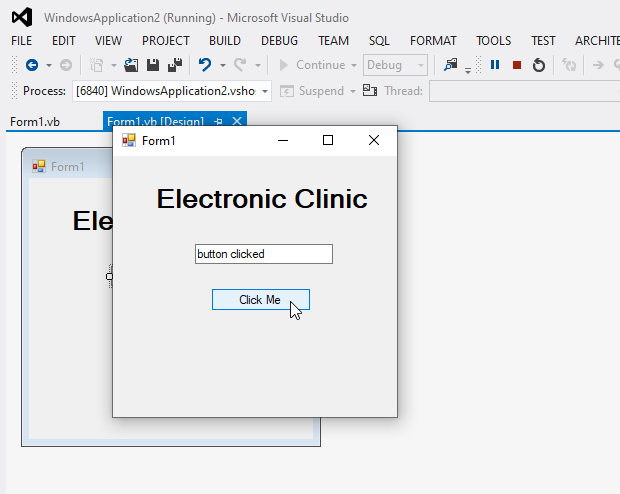 WindowsApplication2 (Running) - Microsoft Visual Studio
FILE EDIT VIEW PROJECT BUILD DEBUG TEAM SQL FORMAT TOOLS TEST ARCHITE
Continue Debug
Process: [6840] WindowsApplication2.vsho Suspend Thread:
Form1.vb Form1.vb [Design]
Form1
Form1
Ele
Electronic Clinic
button clicked
Click Me